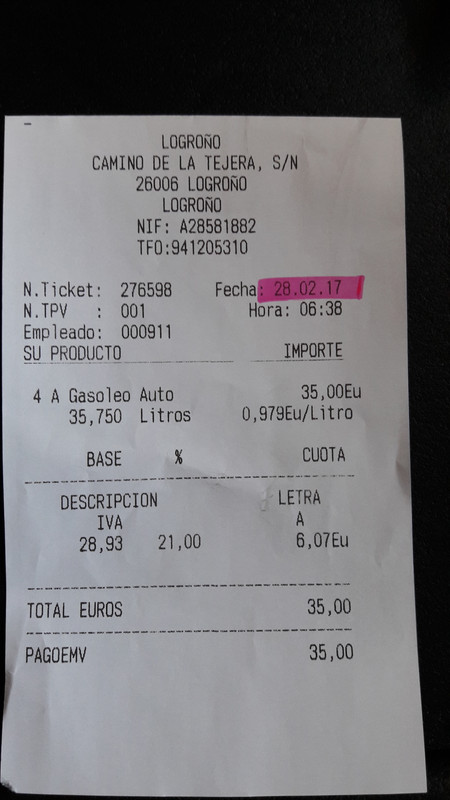 LOGROÑO
CAMINO DE LA TEJERA, S/N
26006 LOGROÑO
LOGROÑO
NIF: A28581882
TFO:941205310
N.Ticket: 276598 Fecha: 28.02.17
N.TPV : 001 Hora: 06:38
Empleado: 000911
SU PRODUCTO IMPORTE
4 A Gasoleo Auto 35,00Eu
35,750 Litros 0,979Eu/Litro
BASE % CUOTA
DESCRIPCION LETRA
IVA A
28,93 21,00 6,07Eu
TOTAL EUROS 35,00
PAGOEMV 35,00